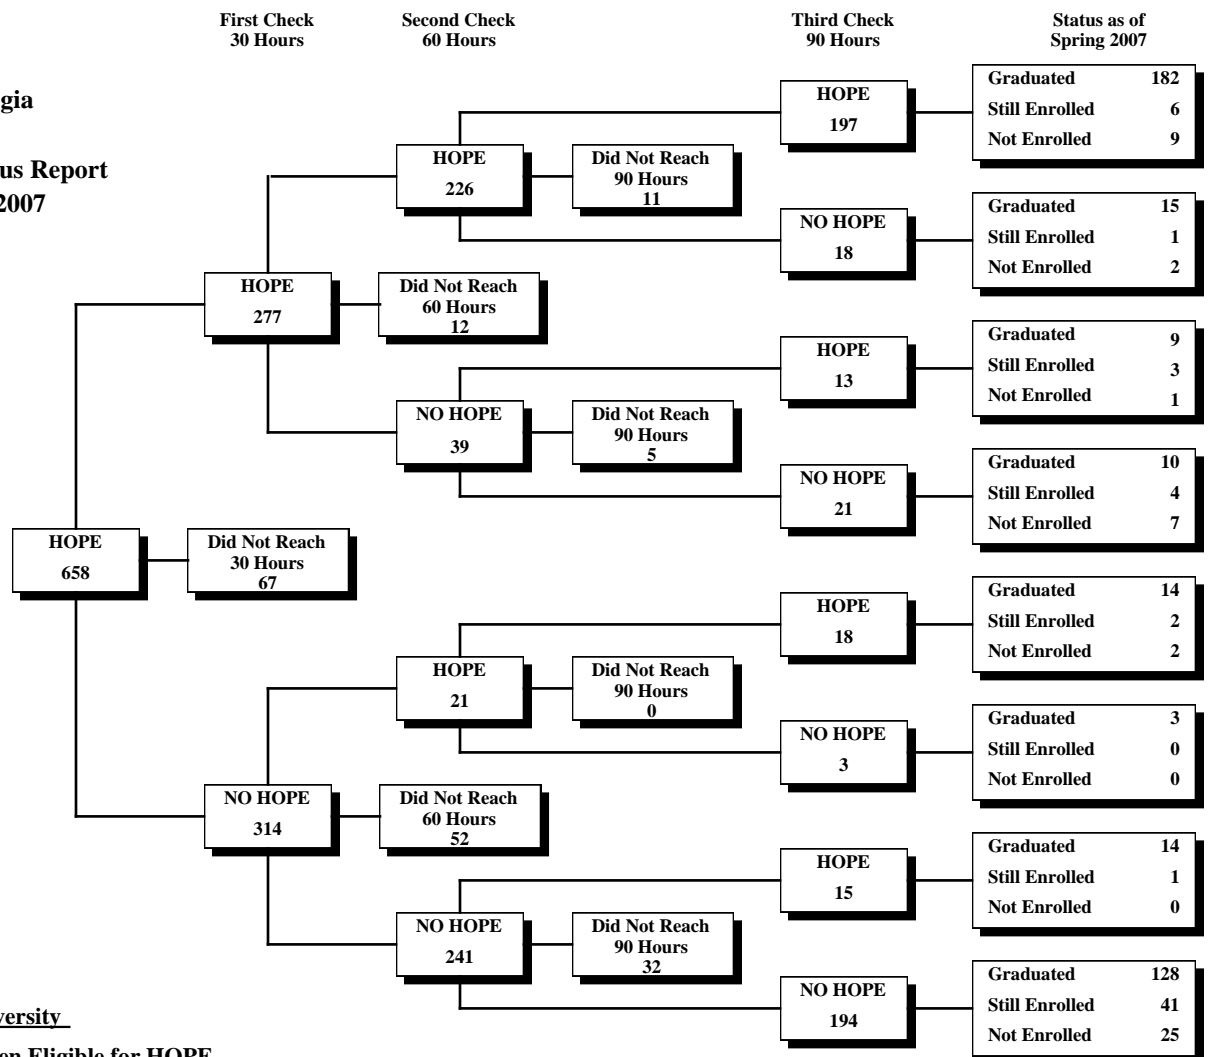 First Check
30 Hours
Second Check
60 Hours
Third Check
90 Hours
Status as of
Spring 2007
gia
us Report
2007
HOPE
658
Did Not Reach
30 Hours
67
HOPE
277
Did Not Reach
60 Hours
12
NO HOPE
314
Did Not Reach
60 Hours
52
HOPE
226
Did Not Reach
90 Hours
11
NO HOPE
39
Did Not Reach
90 Hours
5
HOPE
21
Did Not Reach
90 Hours
0
NO HOPE
241
Did Not Reach
90 Hours
32
HOPE
197
Graduated 182
Still Enrolled 6
Not Enrolled 9
NO HOPE
18
Graduated 15
Still Enrolled 1
Not Enrolled 2
HOPE
13
Graduated 9
Still Enrolled 3
Not Enrolled 1
NO HOPE
21
Graduated 10
Still Enrolled 4
Not Enrolled 7
HOPE
18
Graduated 14
Still Enrolled 2
Not Enrolled 2
NO HOPE
3
Graduated 3
Still Enrolled 0
Not Enrolled 0
HOPE
15
Graduated 14
Still Enrolled 1
Not Enrolled 0
NO HOPE
194
Graduated 128
Still Enrolled 41
Not Enrolled 25
versity
en Eligible for HOPE